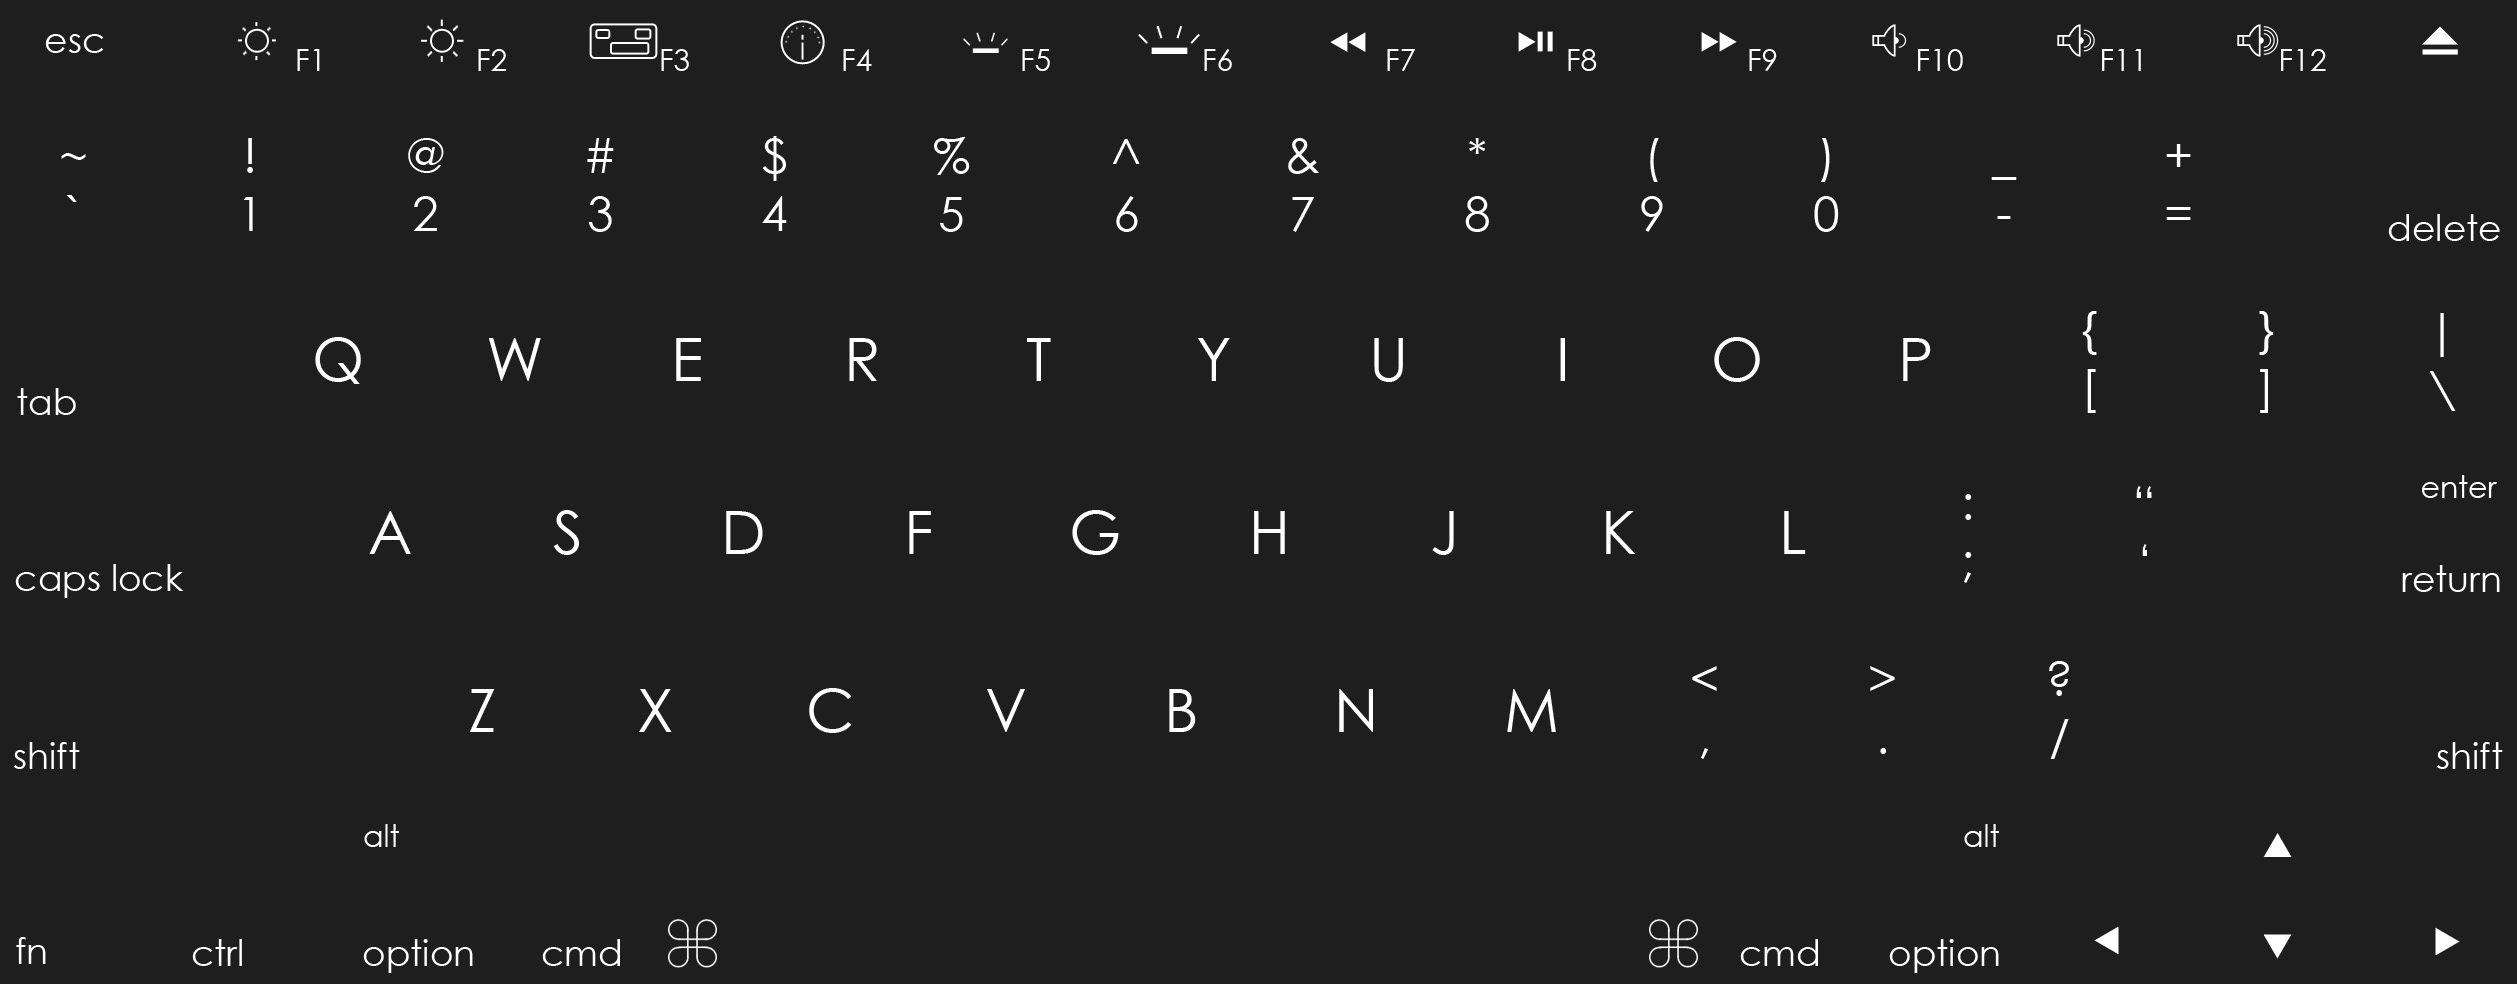 esc F1 F2 F3 F4 F5 F6 F7 F8 F9 F10 F11 F12
~ ! @ # $ % ^ & * ( ) _ +
` 1 2 3 4 5 6 7 8 9 0 - = delete
{ } |
Q W E R T Y U I O P
tab [ ] \
: “ enter
A S D F G H J K L
caps lock ; ‘ return
< > ?
Z X C V B N M
shift , . / shift
alt alt ▲
fn ctrl option cmd ⌘ ⌘ cmd option ◀ ▼ ▶